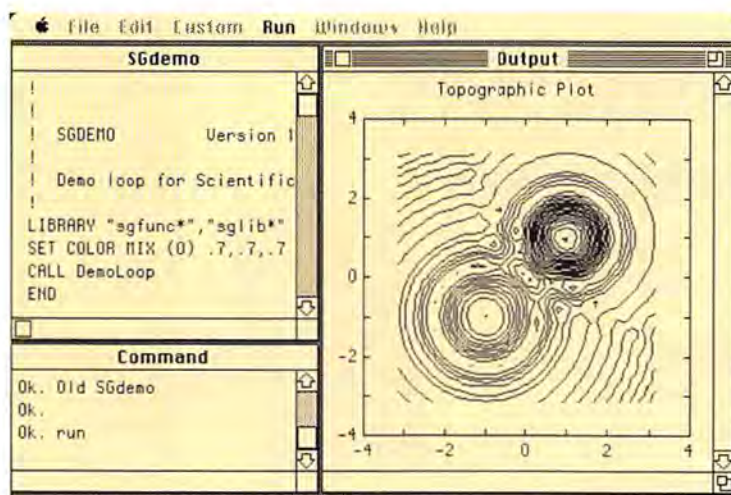 File Edit Custom Run Windows Help
SGdemo
!
!
! SGDEMO Version 1
!
! Demo loop for Scientific
!
LIBRARY "sgfunc*","sglib*"
SET COLOR MIX (0) .7,.7,.7
CALL DemoLoop
END
Command
Ok. Old SGdemo
Ok.
Ok. run
Output
Topographic Plot
4
2
0
-2
-4
-4 -2 0 2 4